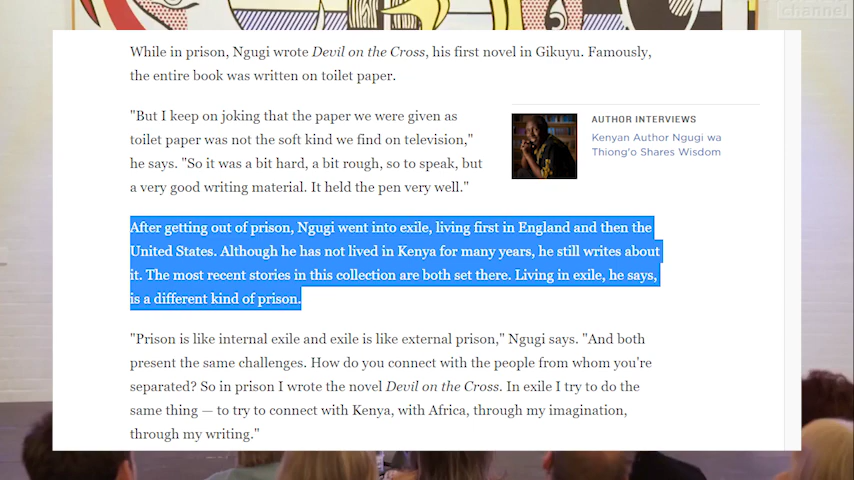 channel
While in prison, Ngugi wrote Devil on the Cross, his first novel in Gikuyu. Famously,
the entire book was written on toilet paper.
"But I keep on joking that the paper we were given as
toilet paper was not the soft kind we find on television,"
he says. "So it was a bit hard, a bit rough, so to speak, but
a very good writing material. It held the pen very well."
AUTHOR INTERVIEWS
Kenyan Author Ngugi wa
Thiong'o Shares Wisdom
After getting out of prison, Ngugi went into exile, living first in England and then the
United States. Although he has not lived in Kenya for many years, he still writes about
it. The most recent stories in this collection are both set there. Living in exile, he says,
is a different kind of prison.
"Prison is like internal exile and exile is like external prison," Ngugi says. "And both
present the same challenges. How do you connect with the people from whom you're
separated? So in prison I wrote the novel Devil on the Cross. In exile I try to do the
same thing — to try to connect with Kenya, with Africa, through my imagination,
through my writing."